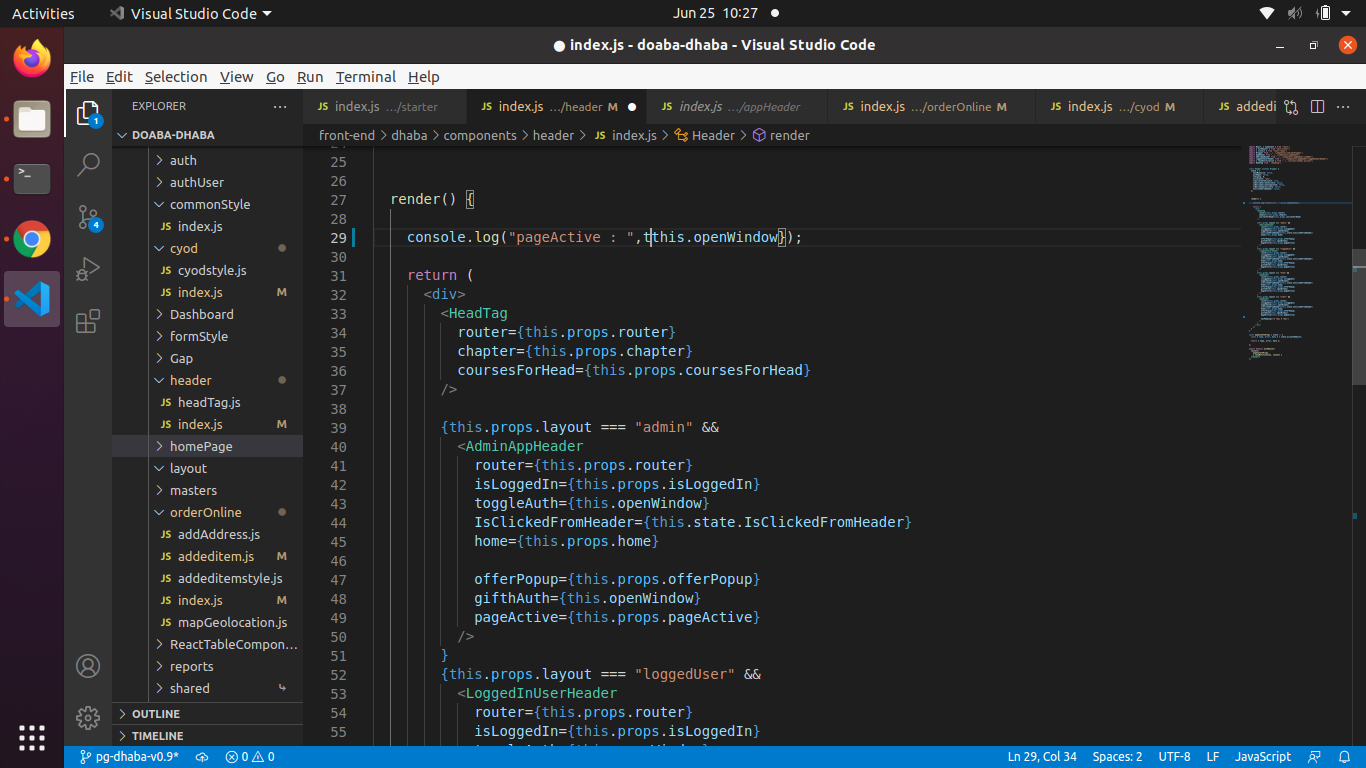 Activities Visual Studio Code Jun 25 10:27
index.js - doaba-dhaba - Visual Studio Code
File Edit Selection View Go Run Terminal Help
EXPLORER
JS index.js .../starter JS index.js .../header M JS index.js .../appHeader JS index.js .../orderOnline M JS index.js .../cyod M JS addedi
DOABA-DHABA
front-end > dhaba > components > header > JS index.js > Header > render
auth
authUser
commonStyle
JS index.js
cyod
JS cyodstyle.js
JS index.js M
Dashboard
formStyle
Gap
header
JS headTag.js
JS index.js M
homePage
layout
masters
orderOnline
JS addAddress.js
JS addeditem.js M
JS addeditemstyle.js
JS index.js M
JS mapGeolocation.js
ReactTableCompon...
reports
shared
OUTLINE
TIMELINE
1
4
25
26
27 render() {
28
29 console.log("pageActive : ",tthis.openWindow});
30
31 return (
32 <div>
33 <HeadTag
34 router={this.props.router}
35 chapter={this.props.chapter}
36 coursesForHead={this.props.coursesForHead}
37 />
38
39 {this.props.layout === "admin" &&
40 <AdminAppHeader
41 router={this.props.router}
42 isLoggedIn={this.props.isLoggedIn}
43 toggleAuth={this.openWindow}
44 IsClickedFromHeader={this.state.IsClickedFromHeader}
45 home={this.props.home}
46
47 offerPopup={this.props.offerPopup}
48 gifthAuth={this.openWindow}
49 pageActive={this.props.pageActive}
50 />
51 }
52 {this.props.layout === "loggedUser" &&
53 <LoggedInUserHeader
54 router={this.props.router}
55 isLoggedIn={this.props.isLoggedIn}
pg-dhaba-v0.9* 0 0 Ln 29, Col 34 Spaces: 2 UTF-8 LF JavaScript